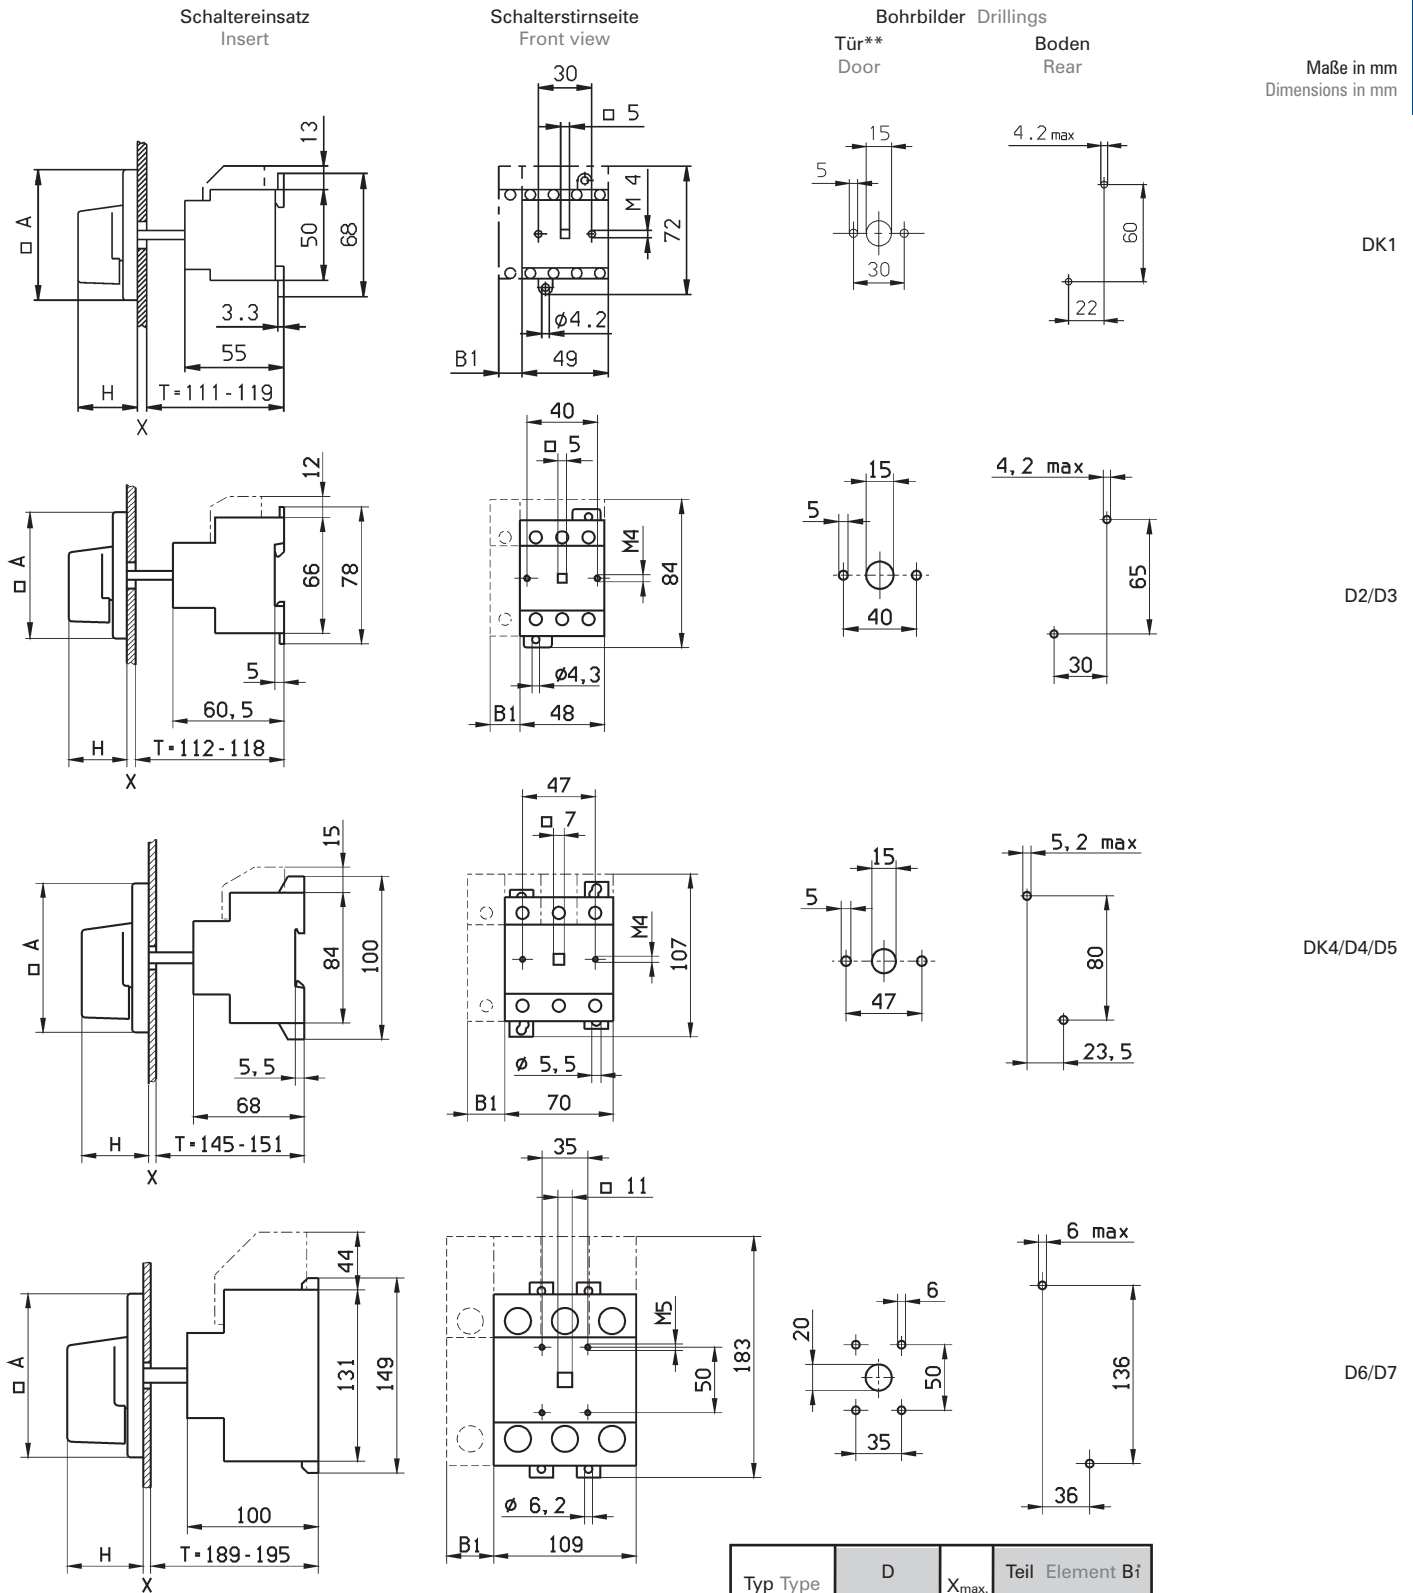 Schaltereinsatz
Insert
Schalterstirnseite
Front view
Bohrbilder Drillings
Tür**
Door
Boden
Rear
Maße in mm
Dimensions in mm
□ A
13
50
68
3.3
55
H
T=111-119
X
30
□ 5
M 4
72
ø4.2
B1
49
15
5
30
4.2 max
60
22
DK1
□ A
12
66
78
5
60,5
H
T=112-118
X
40
□ 5
M4
84
ø4,3
B1
48
15
5
40
4,2 max
65
30
D2/D3
□ A
15
84
100
5,5
68
H
T=145-151
X
47
□ 7
M4
107
ø 5,5
B1
70
15
5
47
5,2 max
80
23,5
DK4/D4/D5
□ A
44
131
149
100
H
T=189-195
X
35
□ 11
M5
50
183
ø 6,2
B1
109
6
20
50
35
6 max
136
36
D6/D7
Typ Type
D
Xmax.
Teil Element B1*